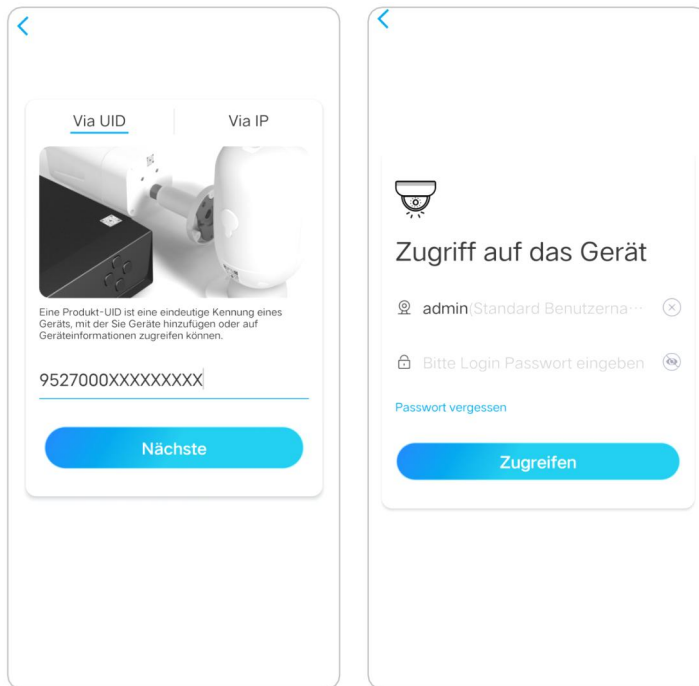 Via UID
Via IP
Eine Produkt-UID ist eine eindeutige Kennung eines
Geräts, mit der Sie Geräte hinzufügen oder auf
Geräteinformationen zugreifen können.
9527000XXXXXXXXX
Nächste
Zugriff auf das Gerät
admin(Standard Benutzerna···
Bitte Login Passwort eingeben
Passwort vergessen
Zugreifen